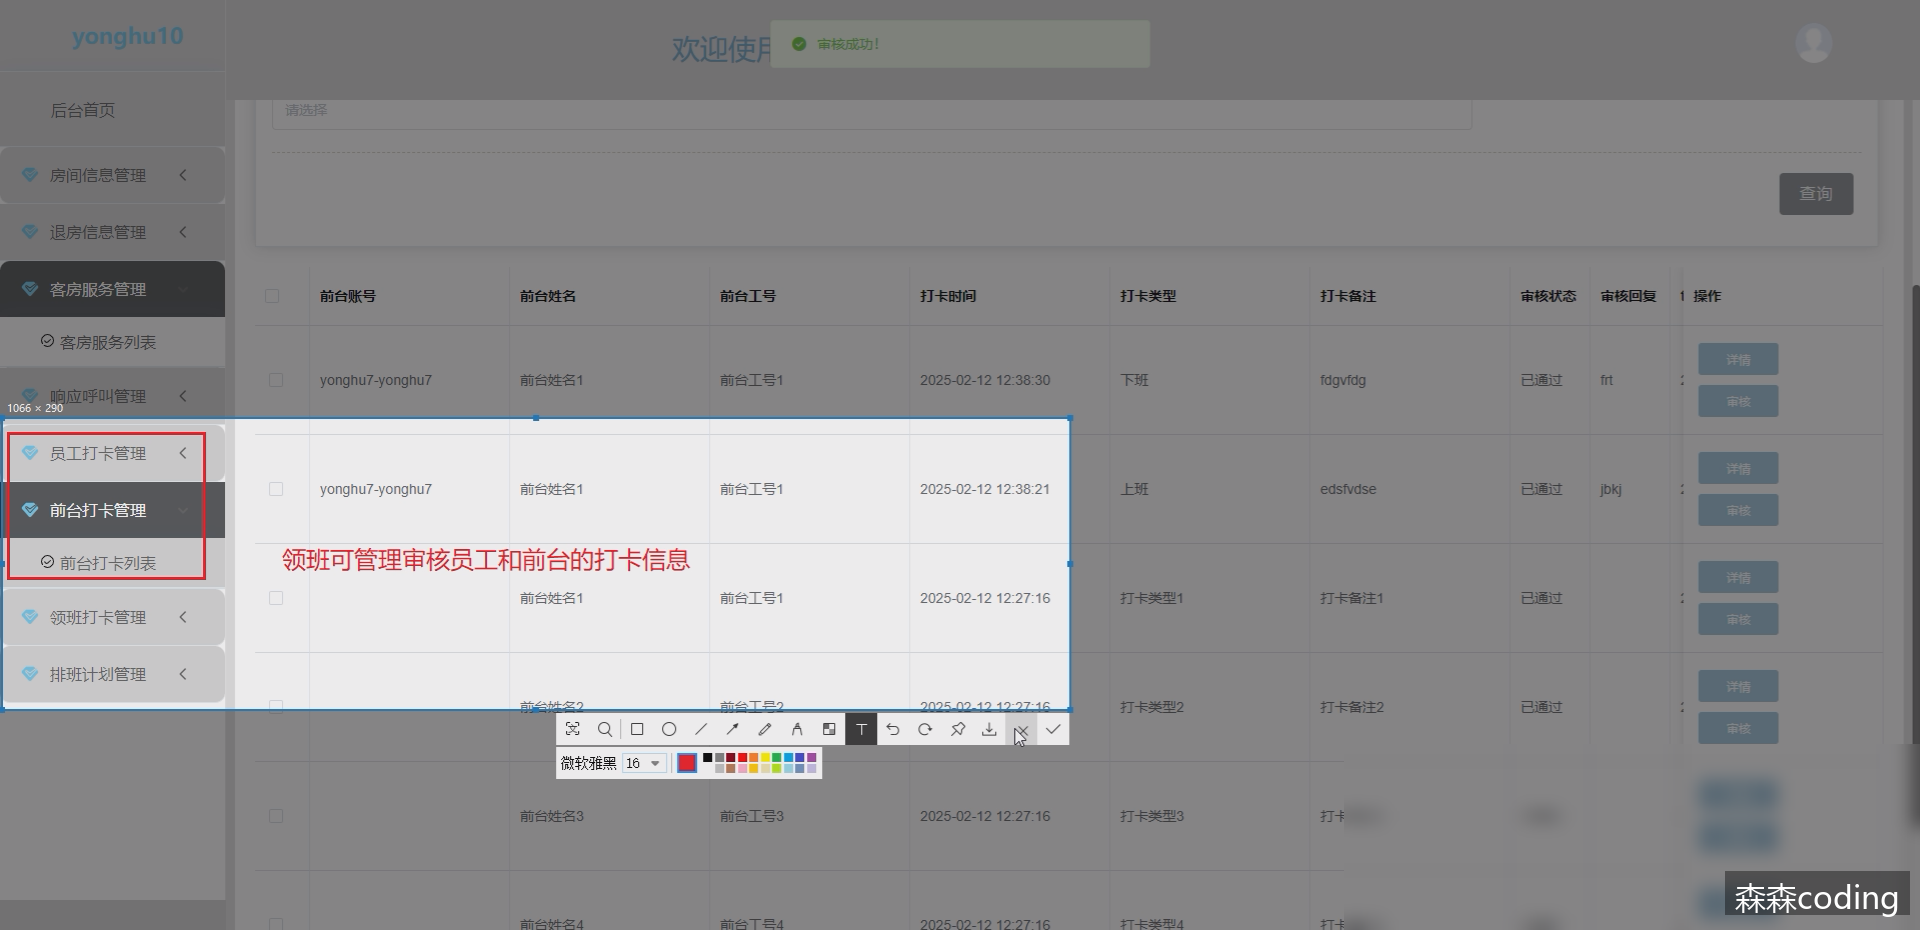 yonghu10
欢迎使用
审核成功!
后台首页
房间信息管理
退房信息管理
客房服务管理
客房服务列表
响应呼叫管理
员工打卡管理
前台打卡管理
前台打卡列表
领班打卡管理
排班计划管理
请选择
查询
前台账号 前台姓名 前台工号 打卡时间 打卡类型 打卡备注 审核状态 审核回复 操作
yonghu7-yonghu7 前台姓名1 前台工号1 2025-02-12 12:38:30 下班 fdgvfdg 已通过 frt 详情
审核
1066 × 290
yonghu7-yonghu7 前台姓名1 前台工号1 2025-02-12 12:38:21 上班 edsfvdse 已通过 jbkj 详情
审核
领班可管理审核员工和前台的打卡信息
前台姓名1 前台工号1 2025-02-12 12:27:16 打卡类型1 打卡备注1 已通过 详情
审核
前台姓名2 前台工号2 2025-02-12 12:27:16 打卡类型2 打卡备注2 已通过 详情
审核
微软雅黑 16
前台姓名3 前台工号3 2025-02-12 12:27:16 打卡类型3 打卡
前台姓名4 前台工号4 2025-02-12 12:27:16 打卡类型4 打卡
森森coding